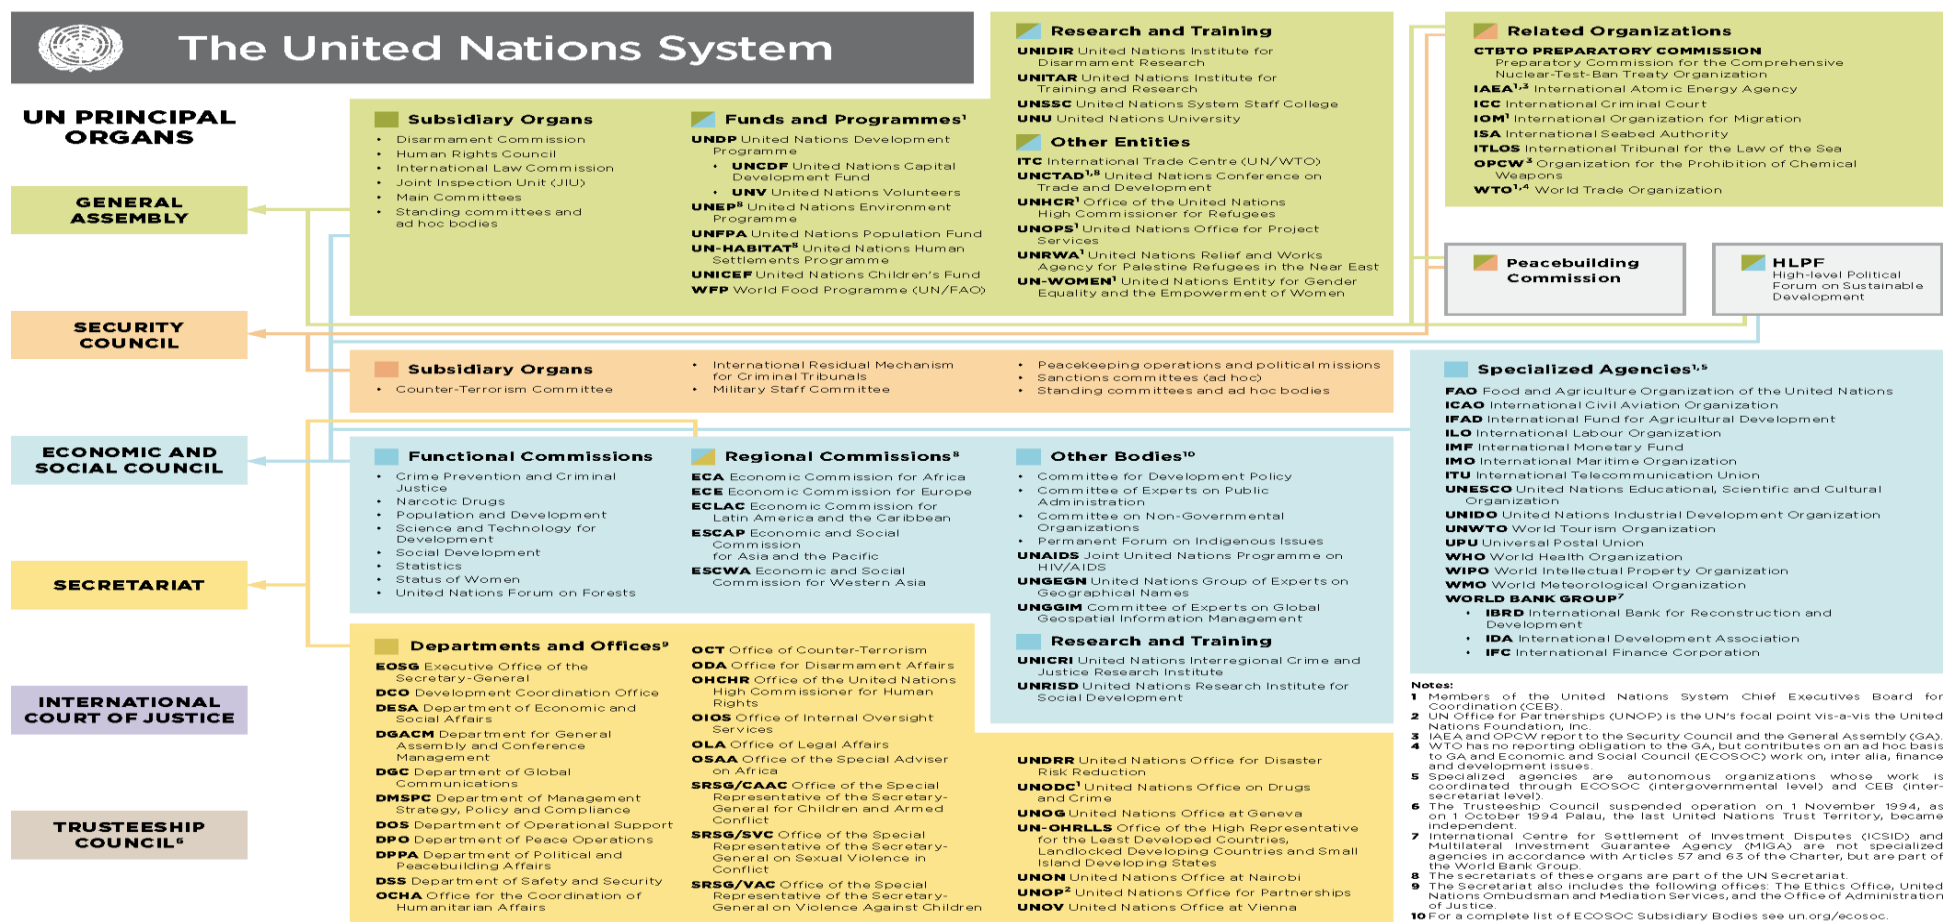 The United Nations System
UN PRINCIPAL
ORGANS
GENERAL
ASSEMBLY
SECURITY
COUNCIL
ECONOMIC AND
SOCIAL COUNCIL
SECRETARIAT
INTERNATIONAL
COURT OF JUSTICE
TRUSTEESHIP
COUNCIL⁶
Subsidiary Organs
• Disarmament Commission
• Human Rights Council
• International Law Commission
• Joint Inspection Unit (JIU)
• Main Committees
• Standing committees and
ad hoc bodies
Funds and Programmes¹
UNDP United Nations Development
Programme
• UNCDF United Nations Capital
Development Fund
• UNV United Nations Volunteers
UNEP⁸ United Nations Environment
Programme
UNFPA United Nations Population Fund
UN-HABITAT⁸ United Nations Human
Settlements Programme
UNICEF United Nations Children's Fund
WFP World Food Programme (UN/FAO)
Research and Training
UNIDIR United Nations Institute for
Disarmament Research
UNITAR United Nations Institute for
Training and Research
UNSSC United Nations System Staff College
UNU United Nations University
Other Entities
ITC International Trade Centre (UN/WTO)
UNCTAD¹,⁸ United Nations Conference on
Trade and Development
UNHCR¹ Office of the United Nations
High Commissioner for Refugees
UNOPS¹ United Nations Office for Project
Services
UNRWA¹ United Nations Relief and Works
Agency for Palestine Refugees in the Near East
UN-WOMEN¹ United Nations Entity for Gender
Equality and the Empowerment of Women
Related Organizations
CTBTO PREPARATORY COMMISSION
Preparatory Commission for the Comprehensive
Nuclear-Test-Ban Treaty Organization
IAEA¹,³ International Atomic Energy Agency
ICC International Criminal Court
IOM¹ International Organization for Migration
ISA International Seabed Authority
ITLOS International Tribunal for the Law of the Sea
OPCW³ Organization for the Prohibition of Chemical
Weapons
WTO¹,⁴ World Trade Organization
Peacebuilding
Commission
HLPF
High-level Political
Forum on Sustainable
Development
Subsidiary Organs
• Counter-Terrorism Committee
• International Residual Mechanism
for Criminal Tribunals
• Military Staff Committee
• Peacekeeping operations and political missions
• Sanctions committees (ad hoc)
• Standing committees and ad hoc bodies
Functional Commissions
• Crime Prevention and Criminal
Justice
• Narcotic Drugs
• Population and Development
• Science and Technology for
Development
• Social Development
• Statistics
• Status of Women
• United Nations Forum on Forests
Regional Commissions⁸
ECA Economic Commission for Africa
ECE Economic Commission for Europe
ECLAC Economic Commission for
Latin America and the Caribbean
ESCAP Economic and Social
Commission
for Asia and the Pacific
ESCWA Economic and Social
Commission for Western Asia
Other Bodies¹⁰
• Committee for Development Policy
• Committee of Experts on Public
Administration
• Committee on Non-Governmental
Organizations
• Permanent Forum on Indigenous Issues
UNAIDS Joint United Nations Programme on
HIV/AIDS
UNGEGN United Nations Group of Experts on
Geographical Names
UNGGIM Committee of Experts on Global
Geospatial Information Management
Research and Training
UNICRI United Nations Interregional Crime and
Justice Research Institute
UNRISD United Nations Research Institute for
Social Development
Specialized Agencies¹,⁵
FAO Food and Agriculture Organization of the United Nations
ICAO International Civil Aviation Organization
IFAD International Fund for Agricultural Development
ILO International Labour Organization
IMF International Monetary Fund
IMO International Maritime Organization
ITU International Telecommunication Union
UNESCO United Nations Educational, Scientific and Cultural
Organization
UNIDO United Nations Industrial Development Organization
UNWTO World Tourism Organization
UPU Universal Postal Union
WHO World Health Organization
WIPO World Intellectual Property Organization
WMO World Meteorological Organization
WORLD BANK GROUP⁷
• IBRD International Bank for Reconstruction and
Development
• IDA International Development Association
• IFC International Finance Corporation
Departments and Offices⁹
EOSG Executive Office of the
Secretary-General
DCO Development Coordination Office
DESA Department of Economic and
Social Affairs
DGACM Department for General
Assembly and Conference
Management
DGC Department of Global
Communications
DMSPC Department of Management
Strategy, Policy and Compliance
DOS Department of Operational Support
DPO Department of Peace Operations
DPPA Department of Political and
Peacebuilding Affairs
DSS Department of Safety and Security
OCHA Office for the Coordination of
Humanitarian Affairs
OCT Office of Counter-Terrorism
ODA Office for Disarmament Affairs
OHCHR Office of the United Nations
High Commissioner for Human
Rights
OIOS Office of Internal Oversight
Services
OLA Office of Legal Affairs
OSAA Office of the Special Adviser
on Africa
SRSG/CAAC Office of the Special
Representative of the Secretary-
General for Children and Armed
Conflict
SRSG/SVC Office of the Special
Representative of the Secretary-
General on Sexual Violence in
Conflict
SRSG/VAC Office of the Special
Representative of the Secretary-
General on Violence Against Children
UNDRR United Nations Office for Disaster
Risk Reduction
UNODC¹ United Nations Office on Drugs
and Crime
UNOG United Nations Office at Geneva
UN-OHRLLS Office of the High Representative
for the Least Developed Countries,
Landlocked Developing Countries and Small
Island Developing States
UNON United Nations Office at Nairobi
UNOP² United Nations Office for Partnerships
UNOV United Nations Office at Vienna
Notes:
1 Members of the United Nations System Chief Executives Board for
Coordination (CEB).
2 UN Office for Partnerships (UNOP) is the UN's focal point vis-a-vis the United
Nations Foundation, Inc.
3 IAEA and OPCW report to the Security Council and the General Assembly (GA).
4 WTO has no reporting obligation to the GA, but contributes on an ad hoc basis
to GA and Economic and Social Council (ECOSOC) work on, inter alia, finance
and development issues.
5 Specialized agencies are autonomous organizations whose work is
coordinated through ECOSOC (intergovernmental level) and CEB (inter-
secretariat level).
6 The Trusteeship Council suspended operation on 1 November 1994, as
on 1 October 1994 Palau, the last United Nations Trust Territory, became
independent.
7 International Centre for Settlement of Investment Disputes (ICSID) and
Multilateral Investment Guarantee Agency (MIGA) are not specialized
agencies in accordance with Articles 57 and 63 of the Charter, but are part of
the World Bank Group.
8 The secretariats of these organs are part of the UN Secretariat.
9 The Secretariat also includes the following offices: The Ethics Office, United
Nations Ombudsman and Mediation Services, and the Office of Administration
of Justice.
10 For a complete list of ECOSOC Subsidiary Bodies see un.org/ecosoc.